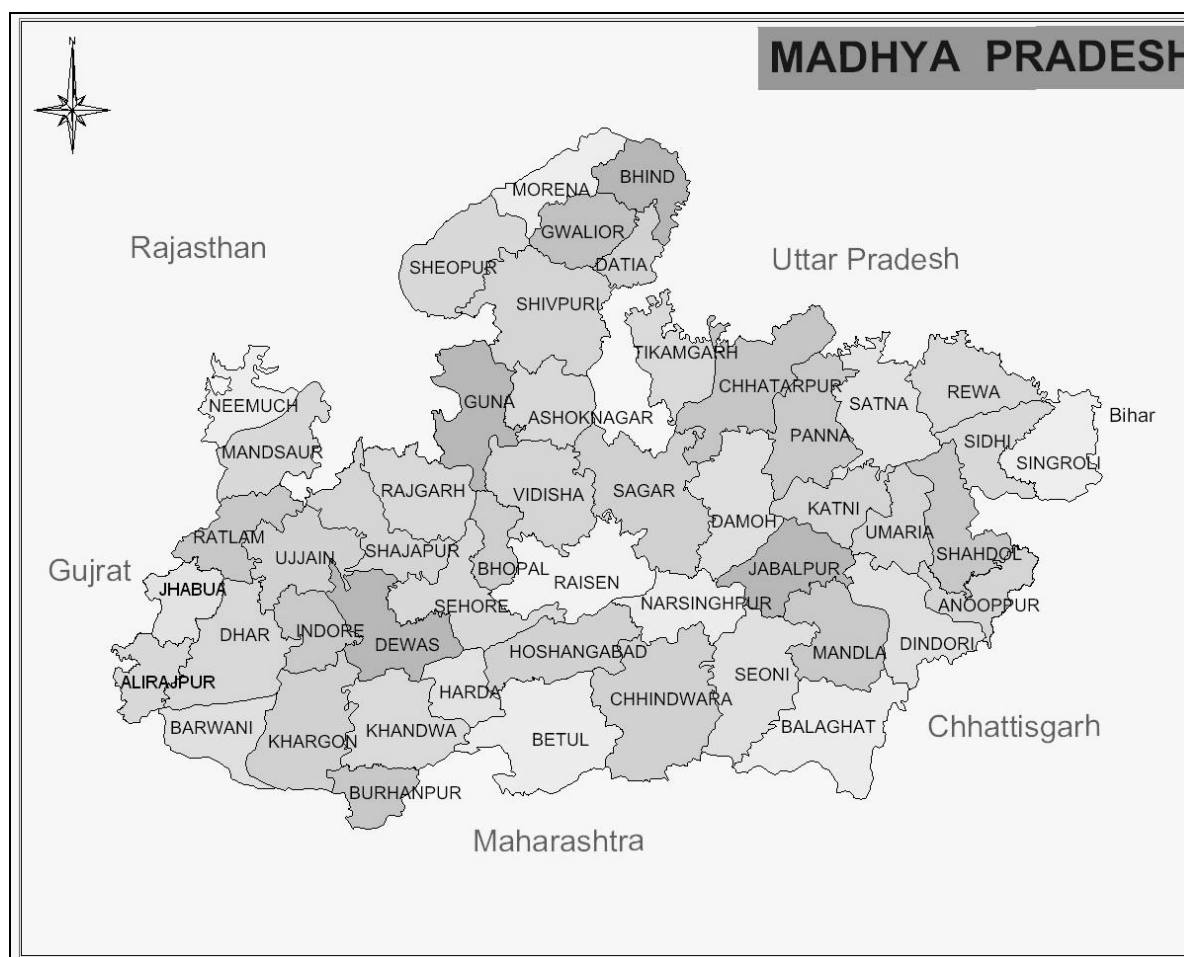 MADHYA PRADESH
N
MORENA
BHIND
GWALIOR
Rajasthan
Uttar Pradesh
SHEOPUR
DATIA
SHIVPURI
TIKAMGARH
CHHATARPUR
REWA
NEEMUCH
GUNA
ASHOKNAGAR
SATNA
Bihar
PANNA
SIDHI
MANDSAUR
SINGROLI
RAJGARH
VIDISHA
SAGAR
KATNI
DAMOH
UMARIA
RATLAM
UJJAIN
SHAJAPUR
SHAHDOL
Gujrat
BHOPAL
RAISEN
JABALPUR
JHABUA
SEHORE
NARSINGHPUR
ANOOPPUR
DHAR
INDORE
DEWAS
HOSHANGABAD
MANDLA
DINDORI
ALIRAJPUR
HARDA
CHHINDWARA
SEONI
BARWANI
KHARGON
KHANDWA
BETUL
BALAGHAT
Chhattisgarh
BURHANPUR
Maharashtra